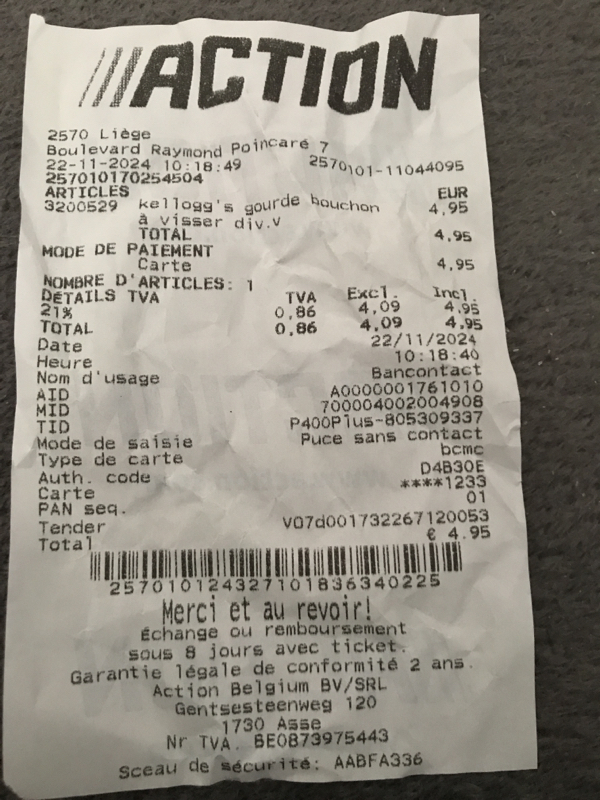 ///ACTION
2570 Liège
Boulevard Raymond Poincaré 7
22-11-2024 10:18:49 2570101-11044095
257010170254504
ARTICLES EUR
3200529 kellogg's gourde bouchon 4,95
à visser div.v
TOTAL 4,95
MODE DE PAIEMENT
Carte 4,95
NOMBRE D'ARTICLES: 1
DÉTAILS TVA TVA Excl. Incl.
21% 0,86 4,09 4,95
TOTAL 0,86 4,09 4,95
Date 22/11/2024
Heure 10:18:40
Nom d'usage Bancontact
AID A0000001761010
MID 700004002004908
TID P400Plus-805309337
Mode de saisie Puce sans contact
Type de carte bcmc
Auth. code D4B30E
Carte ****1233
PAN seq. 01
Tender V07d001732267120053
Total € 4.95
2570101243271018363 40225
Merci et au revoir!
Échange ou remboursement
sous 8 jours avec ticket.
Garantie légale de conformité 2 ans.
Action Belgium BV/SRL
Gentsesteenweg 120
1730 Asse
Nr TVA. BE0873975443
Sceau de sécurité: AABFA336